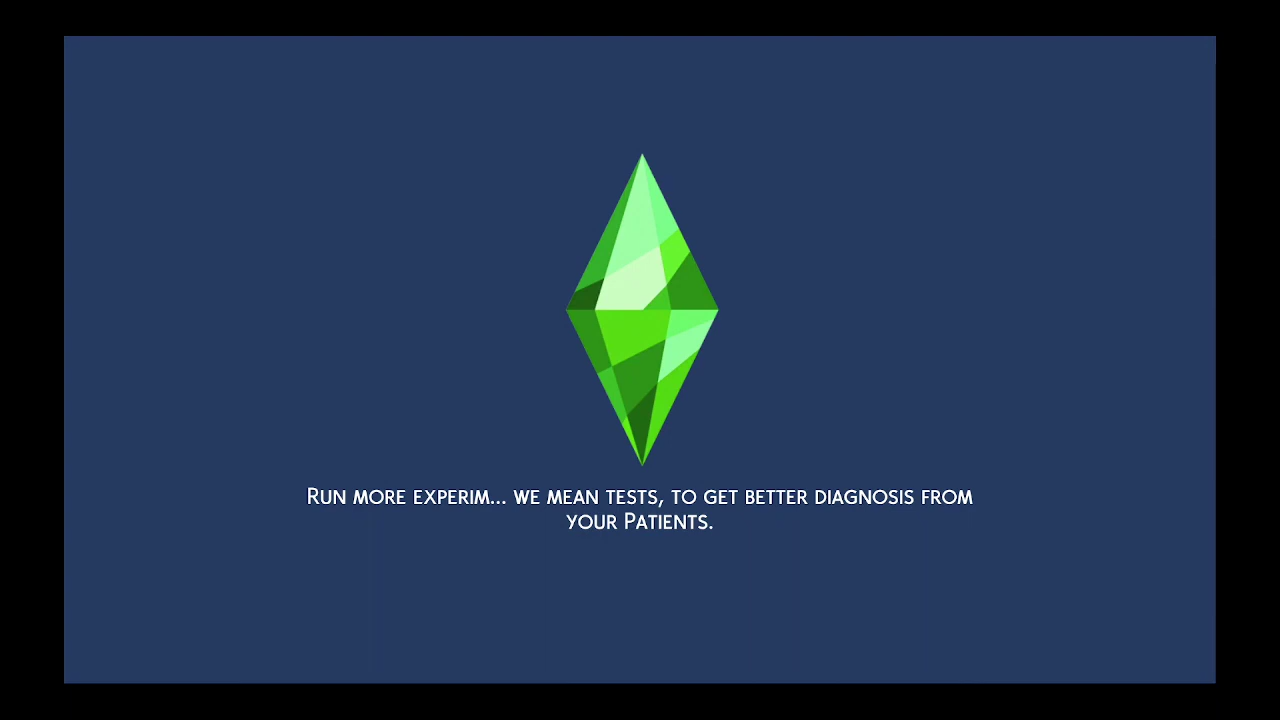 Run more experim... we mean tests, to get better diagnosis from
your Patients.